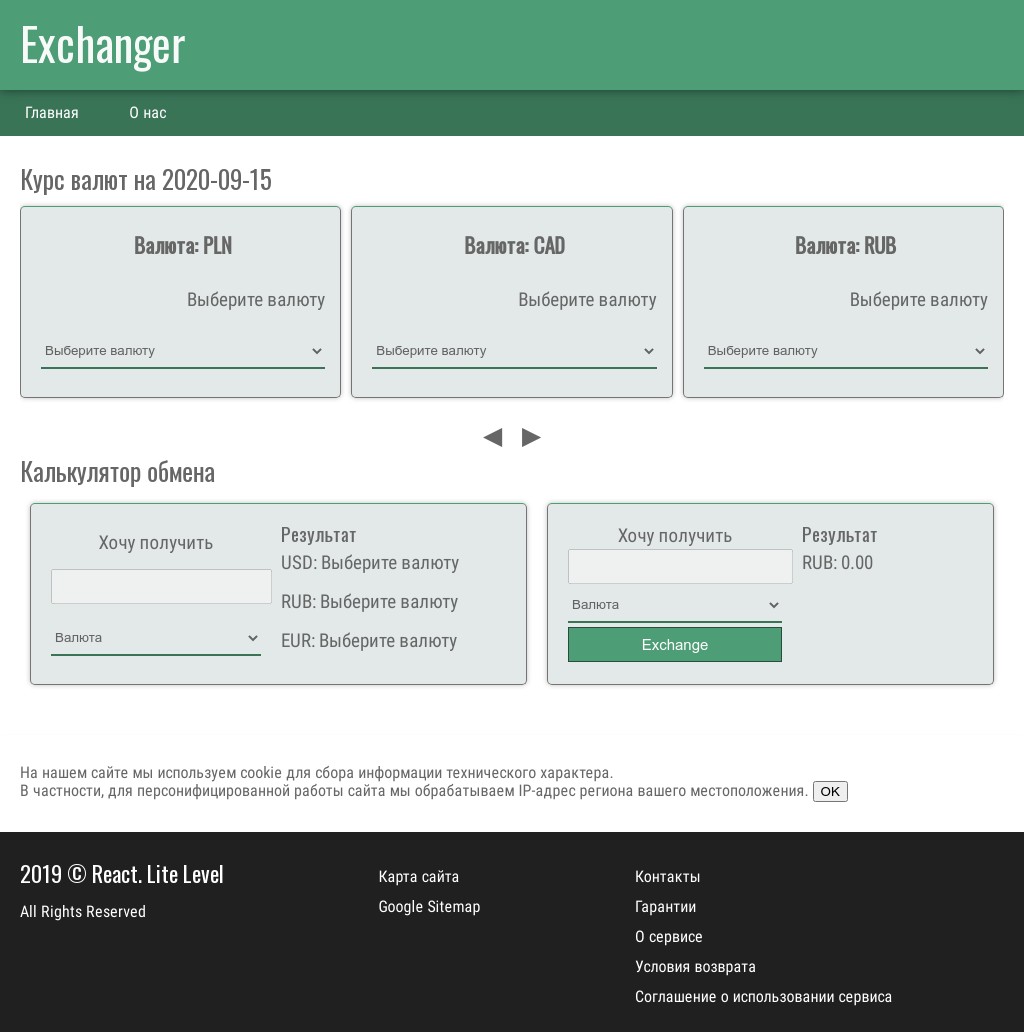 Exchanger
Главная О нас
Курс валют на 2020-09-15
Валюта: PLN
Выберите валюту
Выберите валюту
Валюта: CAD
Выберите валюту
Выберите валюту
Валюта: RUB
Выберите валюту
Выберите валюту
Калькулятор обмена
Хочу получить
Валюта
Результат
USD: Выберите валюту
RUB: Выберите валюту
EUR: Выберите валюту
Хочу получить
Валюта
Exchange
Результат
RUB: 0.00
На нашем сайте мы используем cookie для сбора информации технического характера.
В частности, для персонифицированной работы сайта мы обрабатываем IP-адрес региона вашего местоположения. OK
2019 © React. Lite Level
All Rights Reserved
Карта сайта
Google Sitemap
Контакты
Гарантии
О сервисе
Условия возврата
Соглашение о использовании сервиса